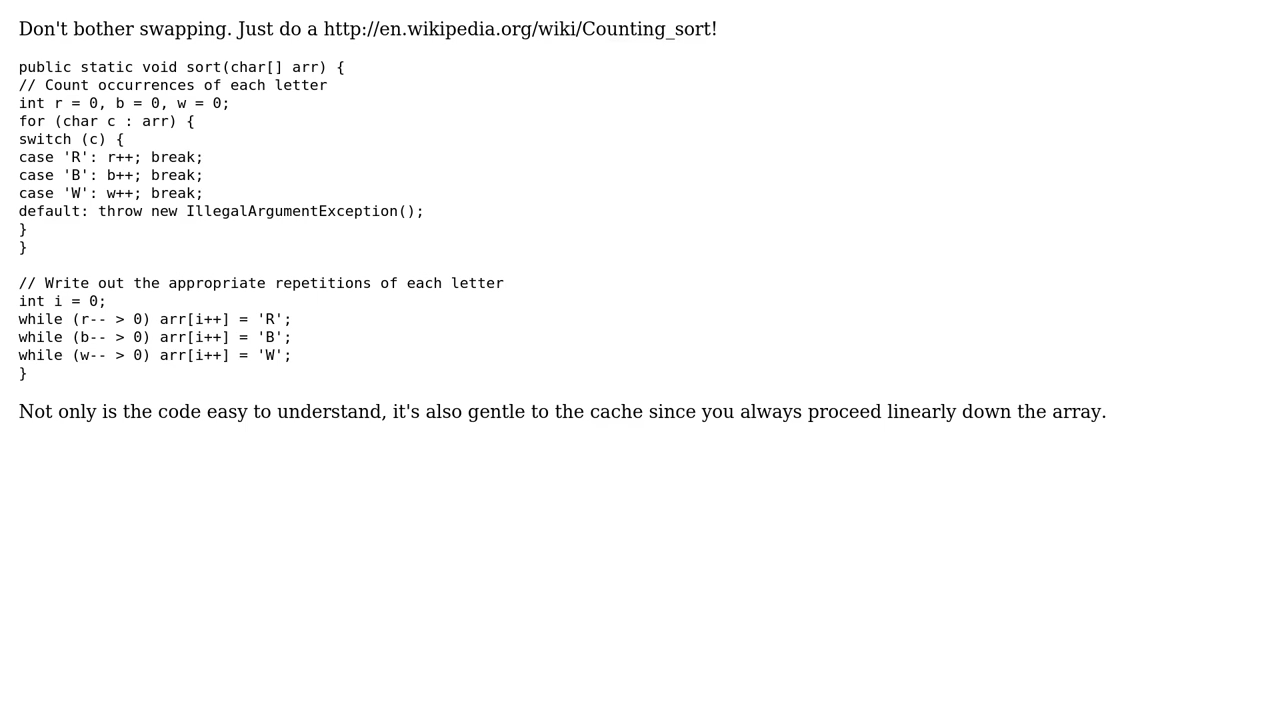 Don't bother swapping. Just do a http://en.wikipedia.org/wiki/Counting_sort!
public static void sort(char[] arr) {
// Count occurrences of each letter
int r = 0, b = 0, w = 0;
for (char c : arr) {
switch (c) {
case 'R': r++; break;
case 'B': b++; break;
case 'W': w++; break;
default: throw new IllegalArgumentException();
}
}
// Write out the appropriate repetitions of each letter
int i = 0;
while (r-- > 0) arr[i++] = 'R';
while (b-- > 0) arr[i++] = 'B';
while (w-- > 0) arr[i++] = 'W';
}
Not only is the code easy to understand, it's also gentle to the cache since you always proceed linearly down the array.